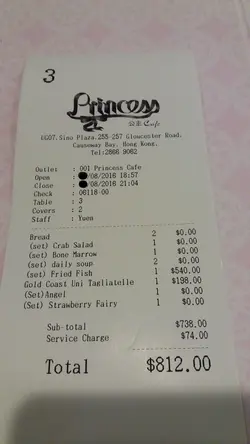 3
Princess
公主 Cafe
UG07, Sino Plaza, 255-257 Gloucester Road,
Causeway Bay, Hong Kong.
Tel:2866 9062
Outlet : 001 Princess Cafe
Open : /08/2016 18:57
Close : /08/2016 21:04
Check : 06118-00
Table : 3
Covers : 2
Staff : Yuen
Bread 2 $0.00
(set) Crab Salad 1 $0.00
(set) Bone Marrow 1 $0.00
(set) daily soup 2 $0.00
(set) Fried Fish 1 $540.00
Gold Coast Uni Tagliatelle 1 $198.00
(Set)Angel 1 $0.00
(Set) Strawberry Fairy 1 $0.00
Sub-total $738.00
Service Charge $74.00
Total $812.00